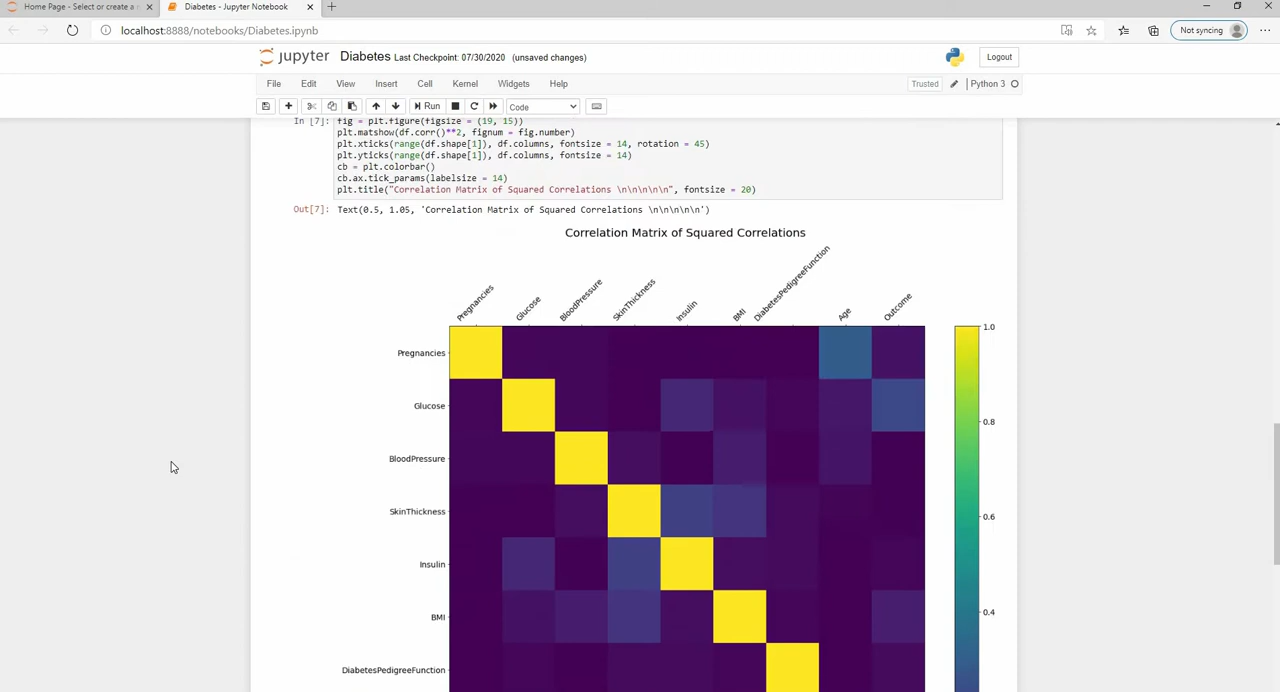 Home Page - Select or create a n
Diabetes - Jupyter Notebook
localhost:8888/notebooks/Diabetes.ipynb
Not syncing
jupyter Diabetes Last Checkpoint: 07/30/2020 (unsaved changes)
Logout
File Edit View Insert Cell Kernel Widgets Help
Trusted
Python 3
Run
Code
In [7]: fig = plt.figure(figsize = (19, 15))
plt.matshow(df.corr()**2, fignum = fig.number)
plt.xticks(range(df.shape[1]), df.columns, fontsize = 14, rotation = 45)
plt.yticks(range(df.shape[1]), df.columns, fontsize = 14)
cb = plt.colorbar()
cb.ax.tick_params(labelsize = 14)
plt.title("Correlation Matrix of Squared Correlations \n\n\n\n\n", fontsize = 20)
Out[7]: Text(0.5, 1.05, 'Correlation Matrix of Squared Correlations \n\n\n\n\n')
Correlation Matrix of Squared Correlations
Pregnancies
Glucose
BloodPressure
SkinThickness
Insulin
BMI
DiabetesPedigreeFunction
Age
Outcome
Pregnancies
Glucose
BloodPressure
SkinThickness
Insulin
BMI
DiabetesPedigreeFunction
1.0
0.8
0.6
0.4